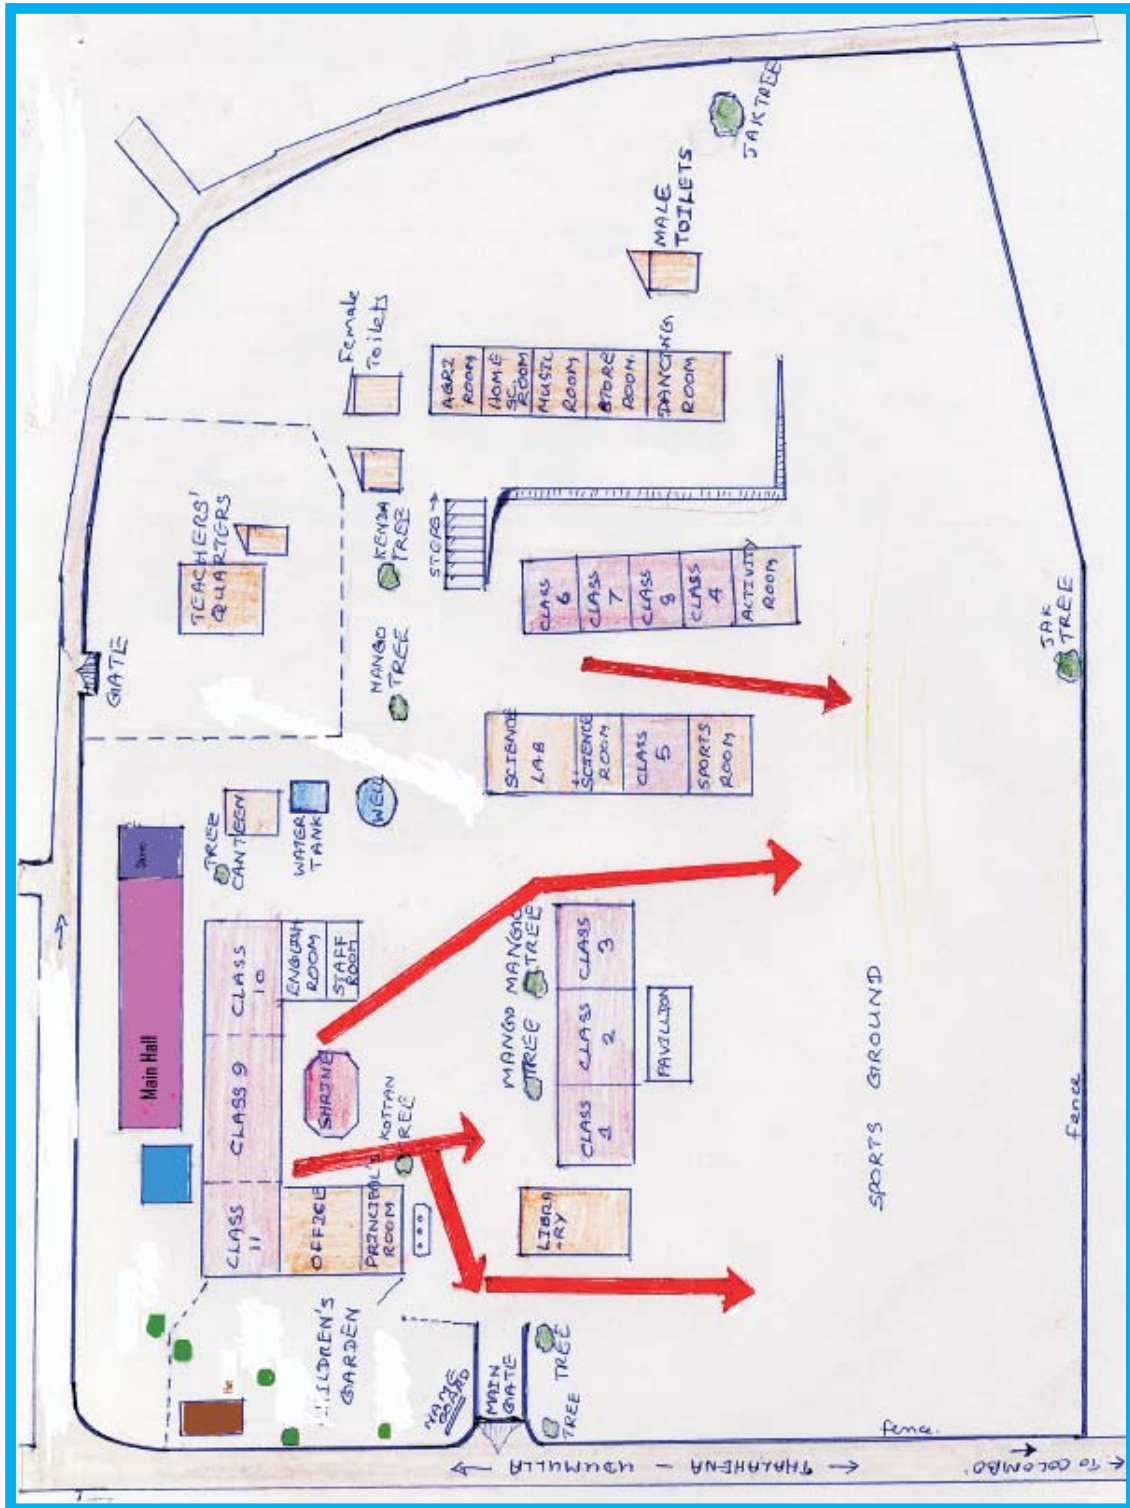 JAK TREE
MALE
TOILETS
Female
Toilets
AGRI
ROOM
HOME
SC.
ROOM
MUSIC
ROOM
STORE
ROOM
DANCING
ROOM
TEACHERS'
QUARTERS
KENDA
TREE
STEPS →
CLASS
6
CLASS
7
CLASS
8
CLASS
4
ACTIVITY
ROOM
JAK
TREE
GATE
MANGO
TREE
SCIENCE
LAB
SCIENCE
ROOM
CLASS
5
SPORTS
ROOM
TREE
CANTEEN
WATER
TANK
WELL
Main Hall
CLASS
10
ENGLISH
ROOM
STAFF
ROOM
CLASS 9
SHRINE
MANGO
TREE
MANGO
TREE
CLASS
3
CLASS
2
CLASS
1
PAVILLION
SPORTS GROUND
KOTTAN
TREE
CLASS
11
OFFICE
PRINCIPAL'S
ROOM
LIBRA
-RY
fence
GARDEN
NAME
BOARD
MAIN
GATE
TREE
TREE
fence.
← THALAHENA - UDUMULLA →
← TO COLOMBO.